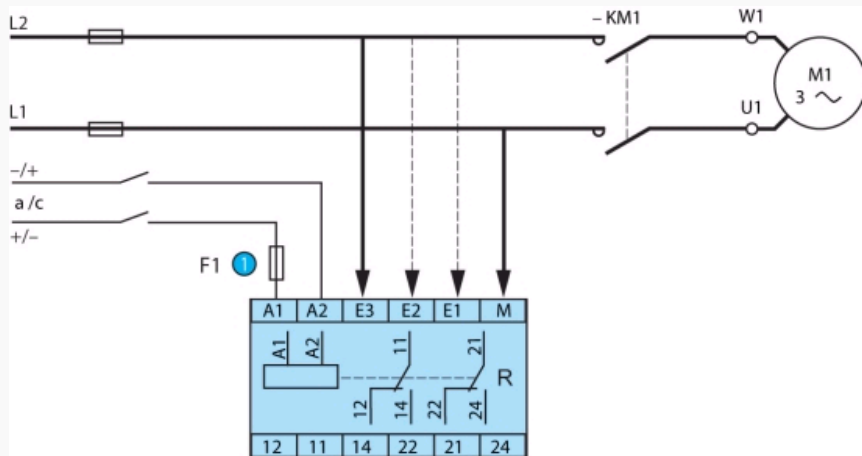 L2
– KM1
W1
M1
3
L1
U1
–/+
a /c
+/–
F1 1
A1 A2 E3 E2 E1 M
A1 A2 11 21
R
12 14 22 24
12 11 14 22 21 24